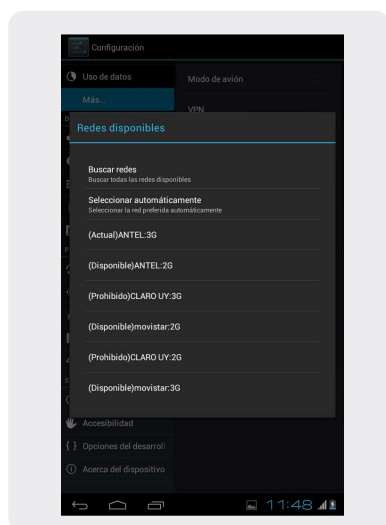 Configuración
Uso de datos
Modo de avión
Más...
VPN
Redes disponibles
Buscar redes
Buscar todas las redes disponibles
Seleccionar automáticamente
Seleccionar la red preferida automáticamente
(Actual)ANTEL:3G
(Disponible)ANTEL:2G
(Prohibido)CLARO UY:3G
(Disponible)movistar:2G
(Prohibido)CLARO UY:2G
(Disponible)movistar:3G
Accesibilidad
{ } Opciones del desarroll
Acerca del dispositivo
11:48